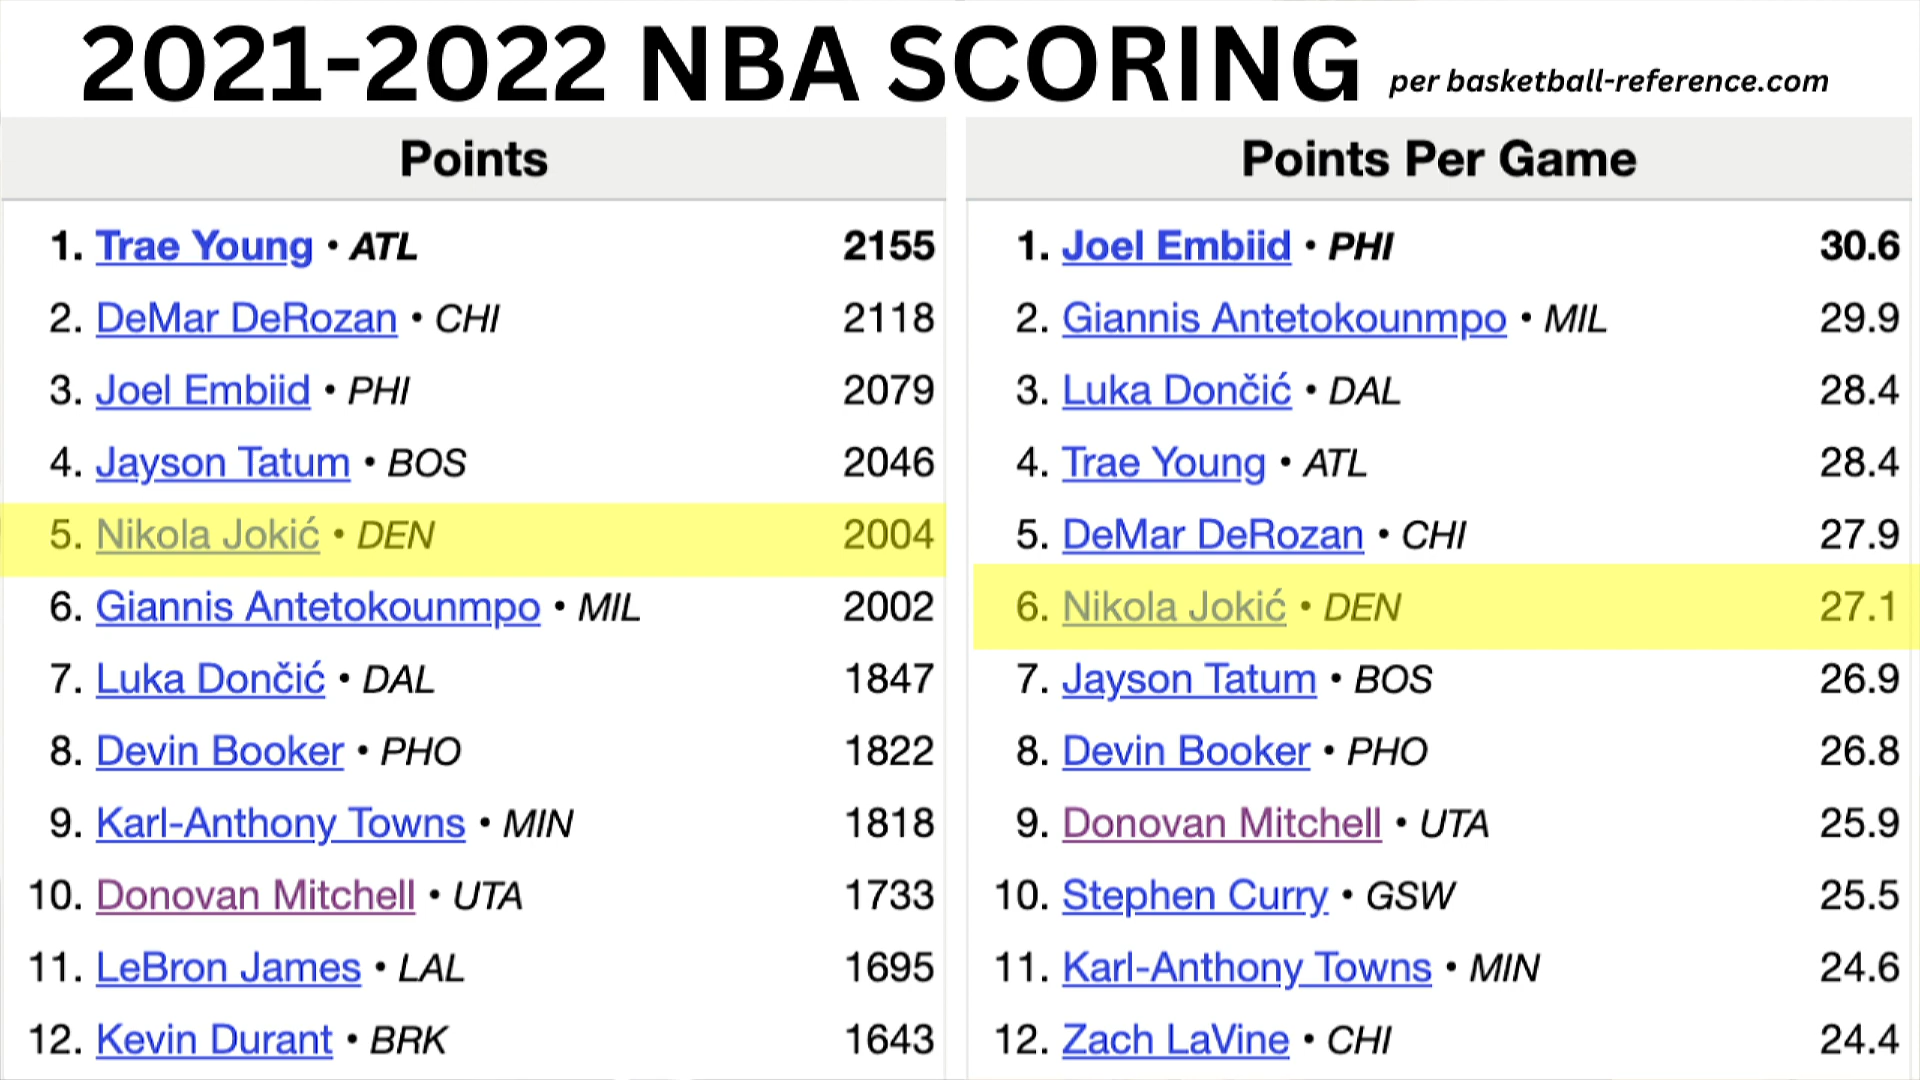 2021-2022 NBA SCORING per basketball-reference.com
Points
1. Trae Young • ATL 2155
2. DeMar DeRozan • CHI 2118
3. Joel Embiid • PHI 2079
4. Jayson Tatum • BOS 2046
5. Nikola Jokić • DEN 2004
6. Giannis Antetokounmpo • MIL 2002
7. Luka Dončić • DAL 1847
8. Devin Booker • PHO 1822
9. Karl-Anthony Towns • MIN 1818
10. Donovan Mitchell • UTA 1733
11. LeBron James • LAL 1695
12. Kevin Durant • BRK 1643
Points Per Game
1. Joel Embiid • PHI 30.6
2. Giannis Antetokounmpo • MIL 29.9
3. Luka Dončić • DAL 28.4
4. Trae Young • ATL 28.4
5. DeMar DeRozan • CHI 27.9
6. Nikola Jokić • DEN 27.1
7. Jayson Tatum • BOS 26.9
8. Devin Booker • PHO 26.8
9. Donovan Mitchell • UTA 25.9
10. Stephen Curry • GSW 25.5
11. Karl-Anthony Towns • MIN 24.6
12. Zach LaVine • CHI 24.4